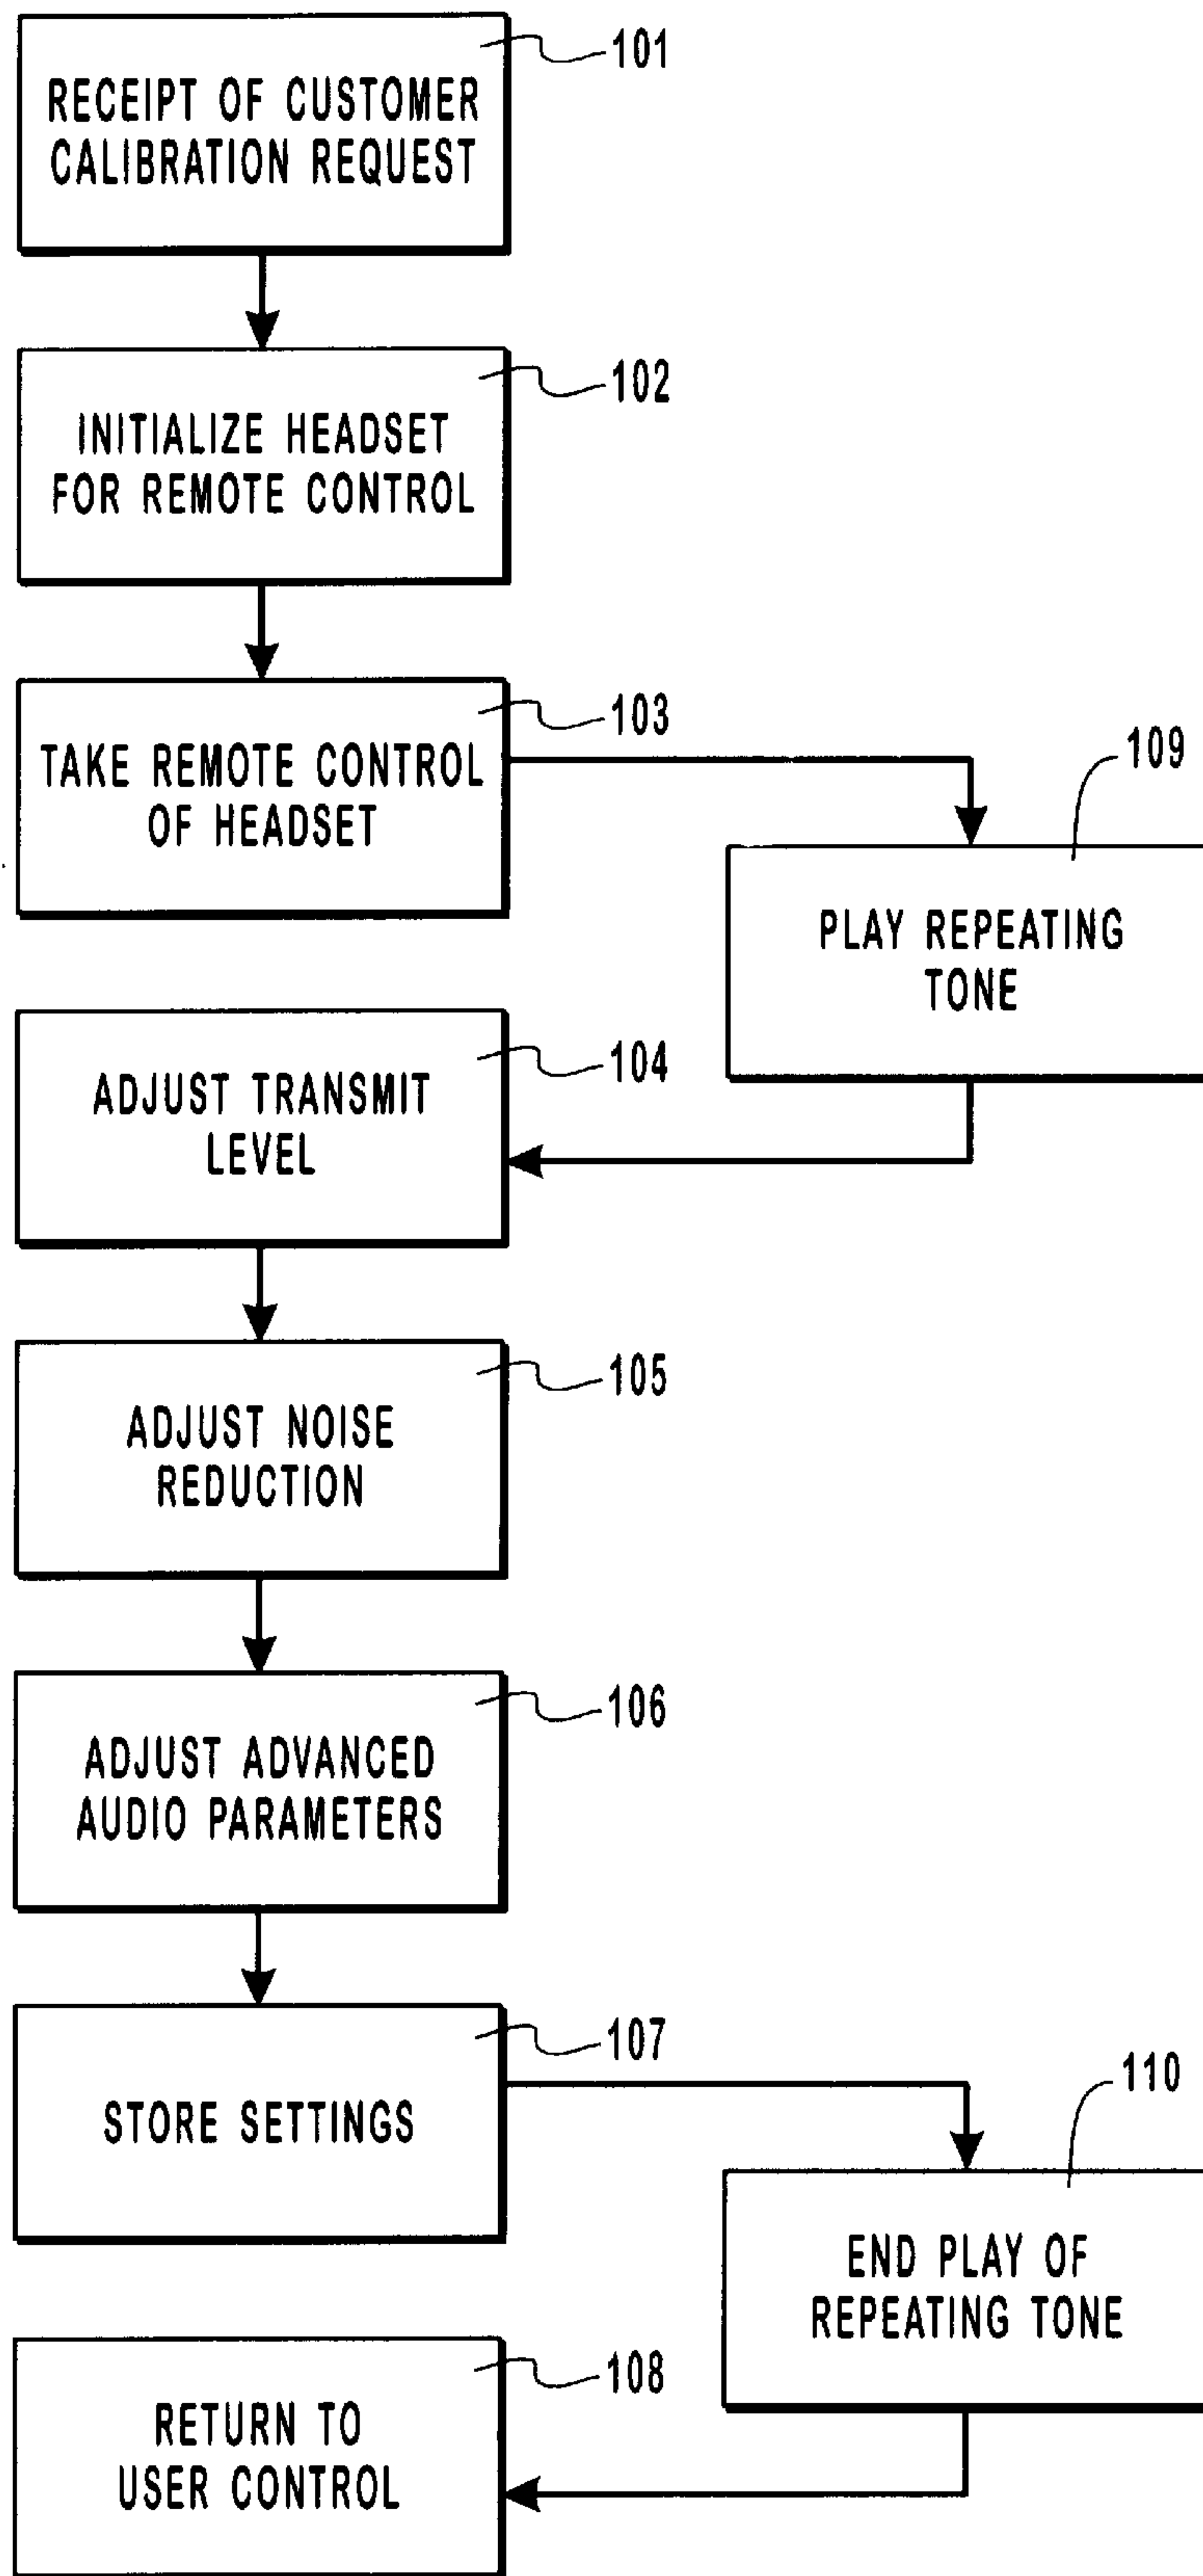 101
RECEIPT OF CUSTOMER
CALIBRATION REQUEST
102
INITIALIZE HEADSET
FOR REMOTE CONTROL
103
TAKE REMOTE CONTROL
OF HEADSET
109
PLAY REPEATING
TONE
104
ADJUST TRANSMIT
LEVEL
105
ADJUST NOISE
REDUCTION
106
ADJUST ADVANCED
AUDIO PARAMETERS
107
STORE SETTINGS
110
END PLAY OF
REPEATING TONE
108
RETURN TO
USER CONTROL